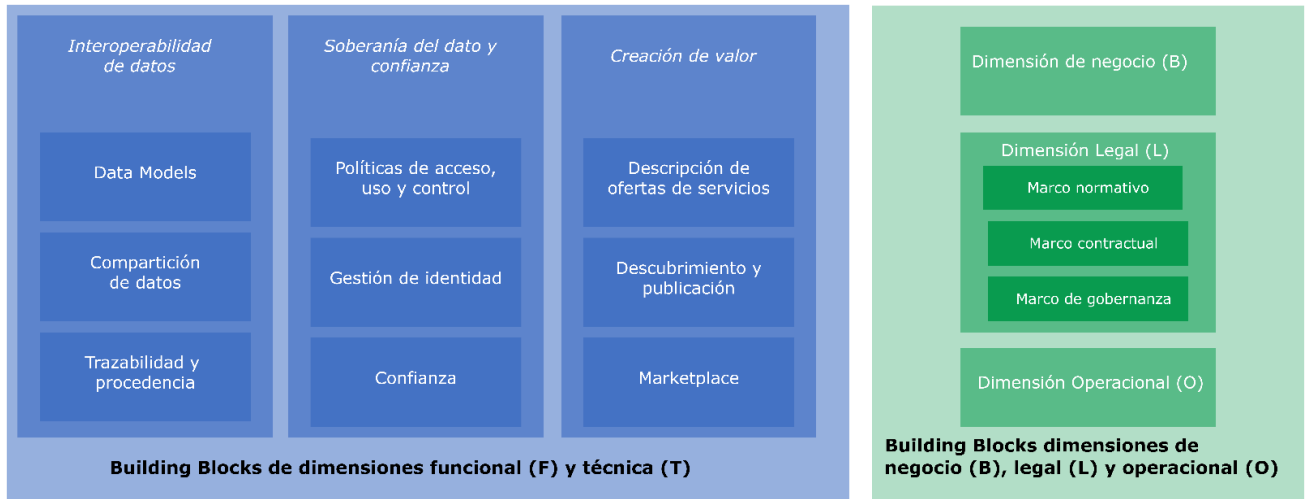 Interoperabilidad
de datos
Data Models
Compartición
de datos
Trazabilidad y
procedencia
Soberanía del dato y
confianza
Políticas de acceso,
uso y control
Gestión de identidad
Confianza
Creación de valor
Descripción de
ofertas de servicios
Descubrimiento y
publicación
Marketplace
Building Blocks de dimensiones funcional (F) y técnica (T)
Dimensión de negocio (B)
Dimensión Legal (L)
Marco normativo
Marco contractual
Marco de gobernanza
Dimensión Operacional (O)
Building Blocks dimensiones de
negocio (B), legal (L) y operacional (O)